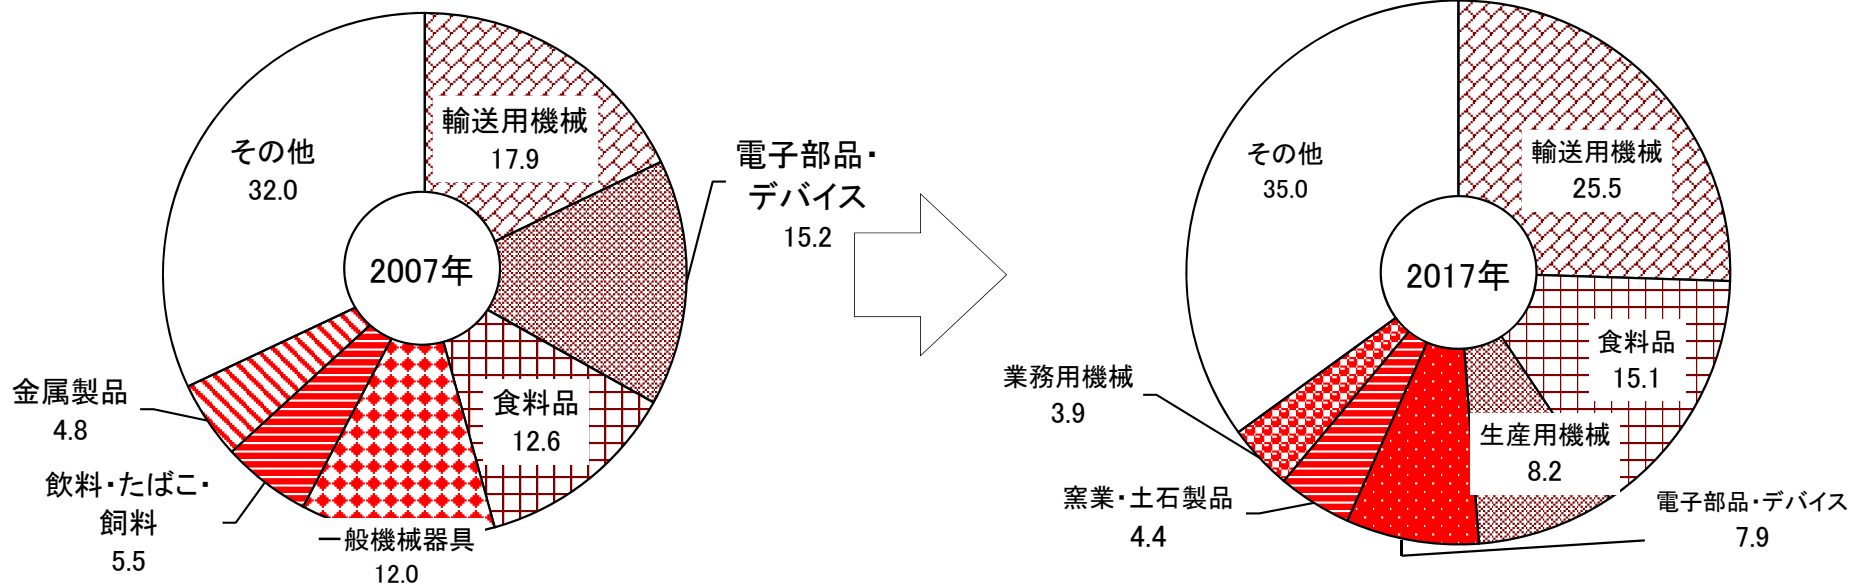 輸送用機械
17.9
電子部品・
デバイス
15.2
食料品
12.6
一般機械器具
12.0
飲料・たばこ・
飼料
5.5
金属製品
4.8
その他
32.0
2007年
輸送用機械
25.5
食料品
15.1
生産用機械
8.2
電子部品・デバイス
7.9
窯業・土石製品
4.4
業務用機械
3.9
その他
35.0
2017年